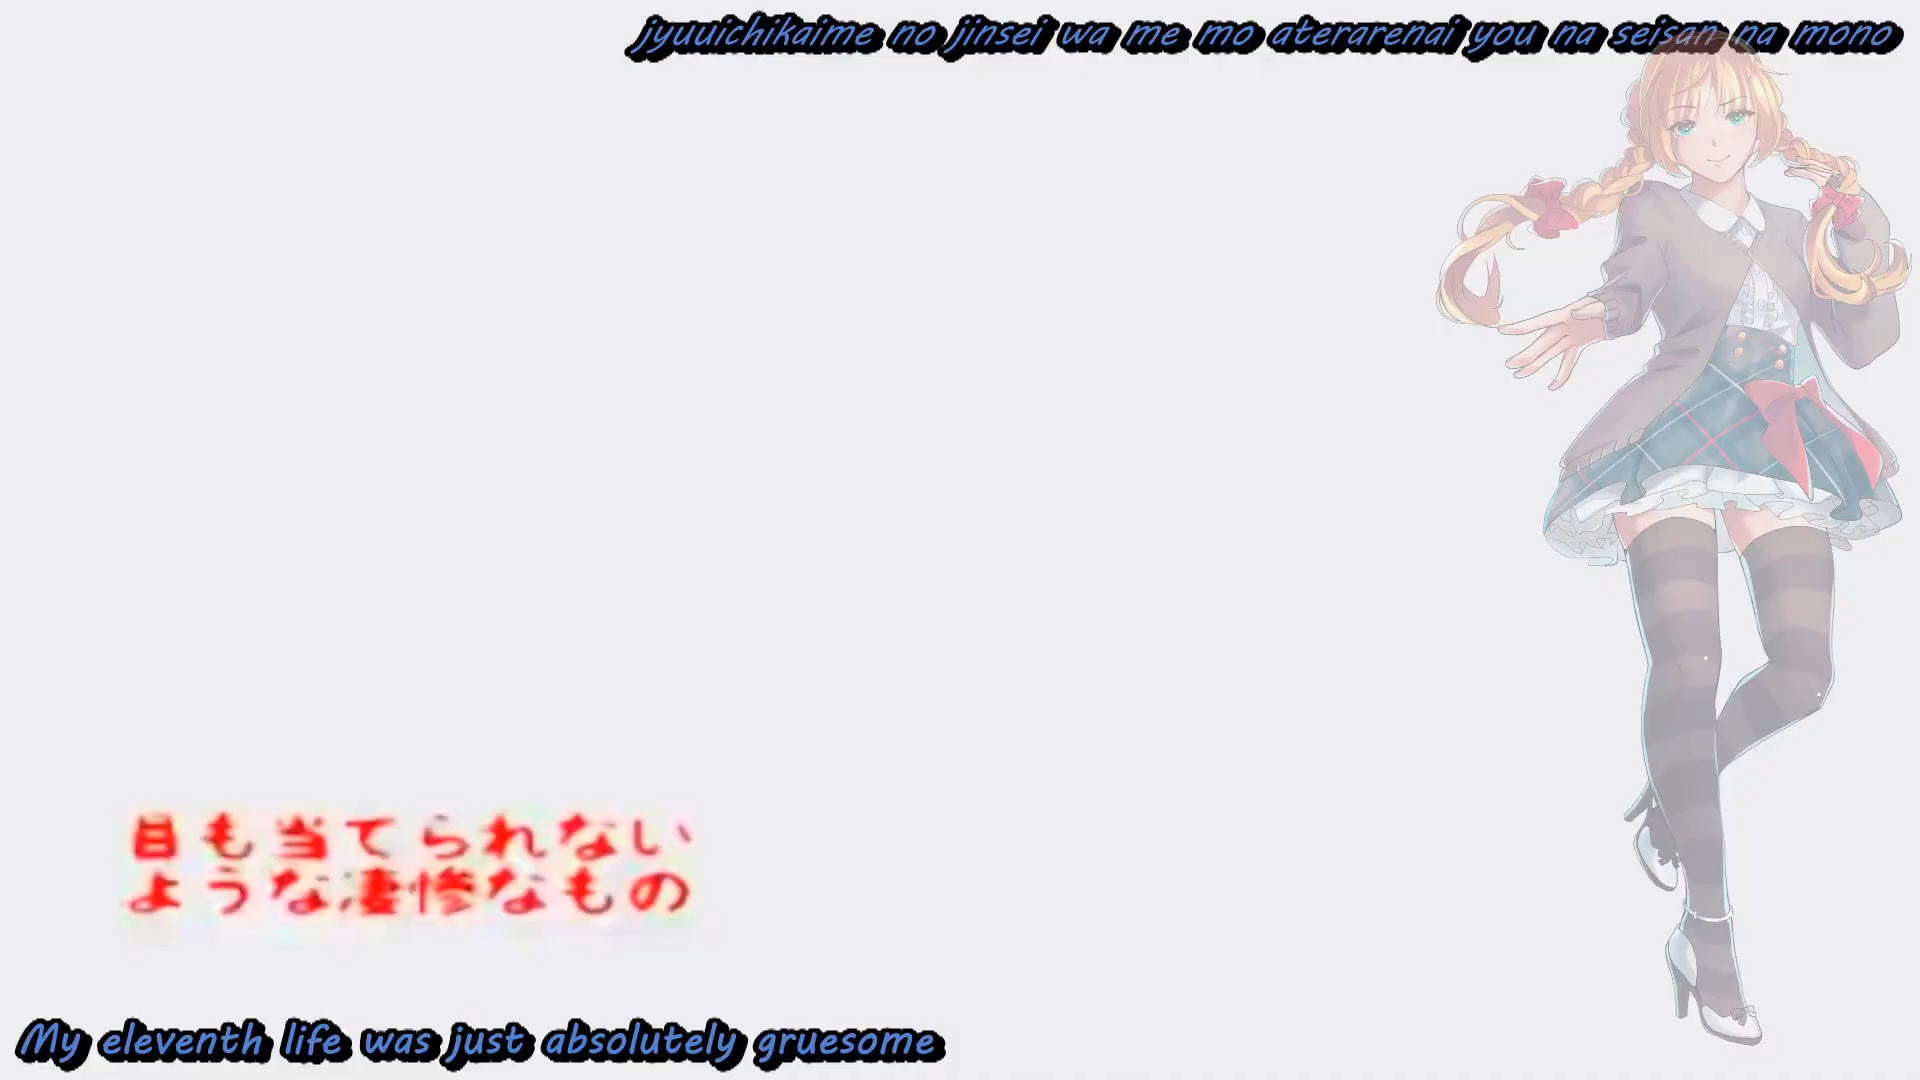 jyuuichikaime no jinsei wa me mo aterarenai you na seisan na mono
目も当てられない
ような凄惨なもの
My eleventh life was just absolutely gruesome